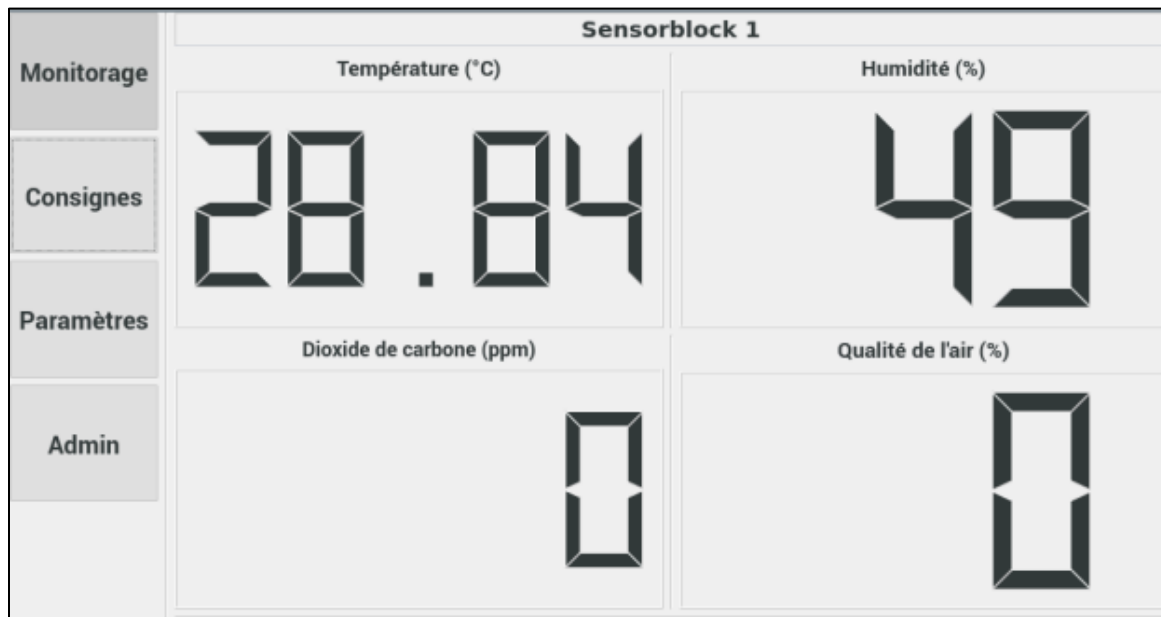 Sensorblock 1
Monitorage
Consignes
Paramètres
Admin
Température (°C)
28.84
Humidité (%)
49
Dioxide de carbone (ppm)
0
Qualité de l'air (%)
0